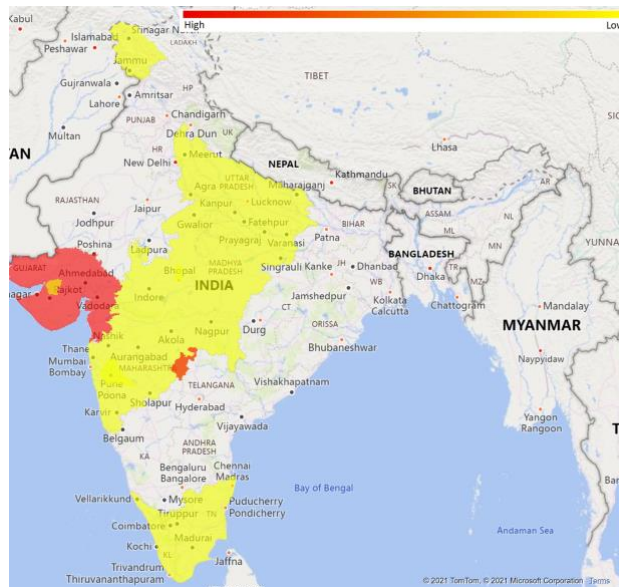 High
Low
Kabul
Islamabad
Srinagar
LADAKH
Peshawar
Jammu
Gujranwala
Amritsar
HP
TIBET
Lahore
Chandigarh
PUNJAB
Multan
Dehra Dun
UK
HR
Meerut
New Delhi
NEPAL
Lhasa
Kathmandu
UTTAR
PRADESH
Agra
Maharajganj
SK
BHUTAN
AR
RAJASTHAN
Jaipur
Kanpur
Lucknow
ASSAM
NL
Jodhpur
Gwalior
Fatehpur
BIHAR
ML
YUNNA
Poshina
Ladpura
Prayagraj
Patna
Varanasi
BANGLADESH
MN
GUJARAT
Ahmedabad
Bhopal
MADHYA
PRADESH
Singrauli Kanke
JH
Dhanbad
Dhaka
TR
MZ
nagar
Rajkot
Vadodara
Indore
INDIA
Jamshedpur
WB
Kolkata
Calcutta
Chattogram
Mandalay
CT
Nashik
Akola
Nagpur
Durg
ORISSA
MYANMAR
Thane
Aurangabad
Bhubaneshwar
Mumbai
Bombay
MAHARASHTRA
Naypyidaw
Pune
Poona
TELANGANA
Vishakhapatnam
Karvir
Sholapur
Hyderabad
Yangon
Rangoon
Belgaum
Vijayawada
KA
ANDHRA
PRADESH
Bengaluru
Bangalore
Chennai
Madras
Bay of Bengal
Vellarikkund
Mysore
Puducherry
Pondicherry
Andaman Sea
Tiruppur
TN
Coimbatore
Kochi
KL
Madurai
Trivandrum
Thiruvananthapuram
Jaffna
© 2021 TomTom, © 2021 Microsoft Corporation Terms